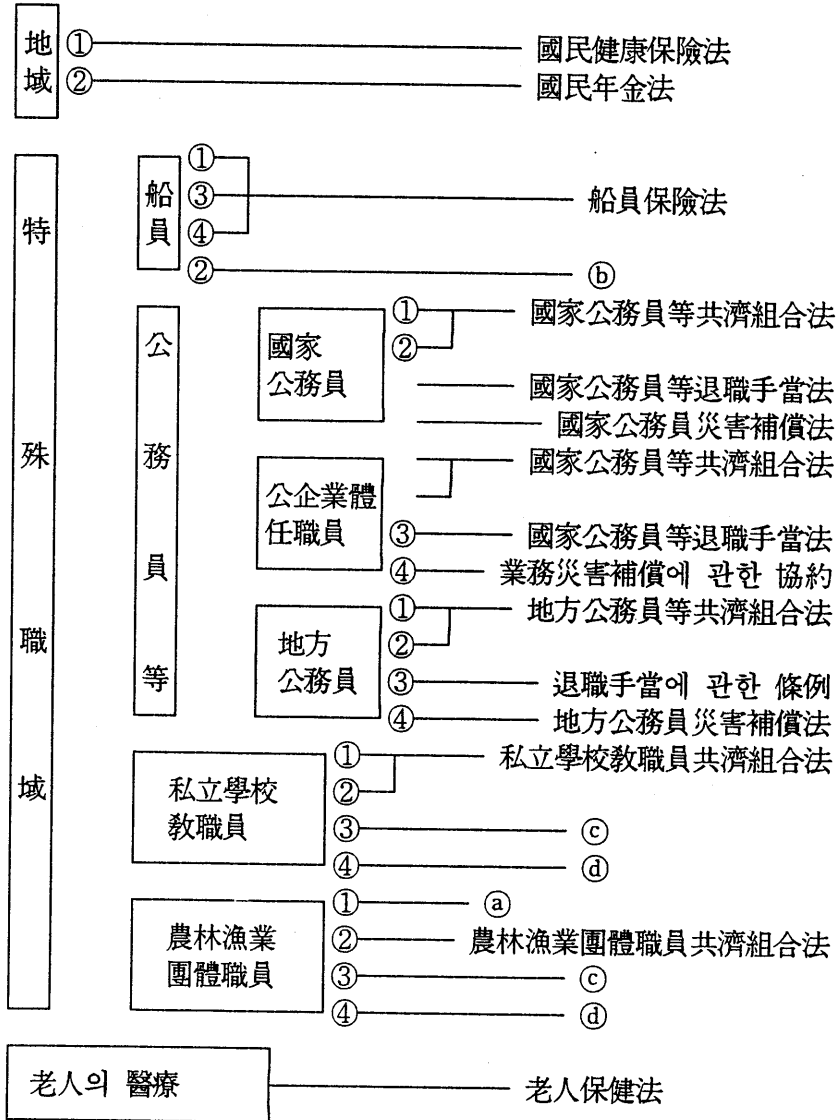 地域 ① 國民健康保險法
② 國民年金法
特殊職域
船員 ①
③ 船員保險法
④
② ⓑ
公務員等
國家公務員 ① 國家公務員等共濟組合法
②
國家公務員等退職手當法
國家公務員災害補償法
公企業體任職員 國家公務員等共濟組合法
③ 國家公務員等退職手當法
④ 業務災害補償에 관한 協約
地方公務員 ① 地方公務員等共濟組合法
②
③ 退職手當에 관한 條例
④ 地方公務員災害補償法
私立學校敎職員 ① 私立學校敎職員共濟組合法
②
③ ⓒ
④ ⓓ
農林漁業團體職員 ① ⓐ
② 農林漁業團體職員共濟組合法
③ ⓒ
④ ⓓ
老人의 醫療 老人保健法